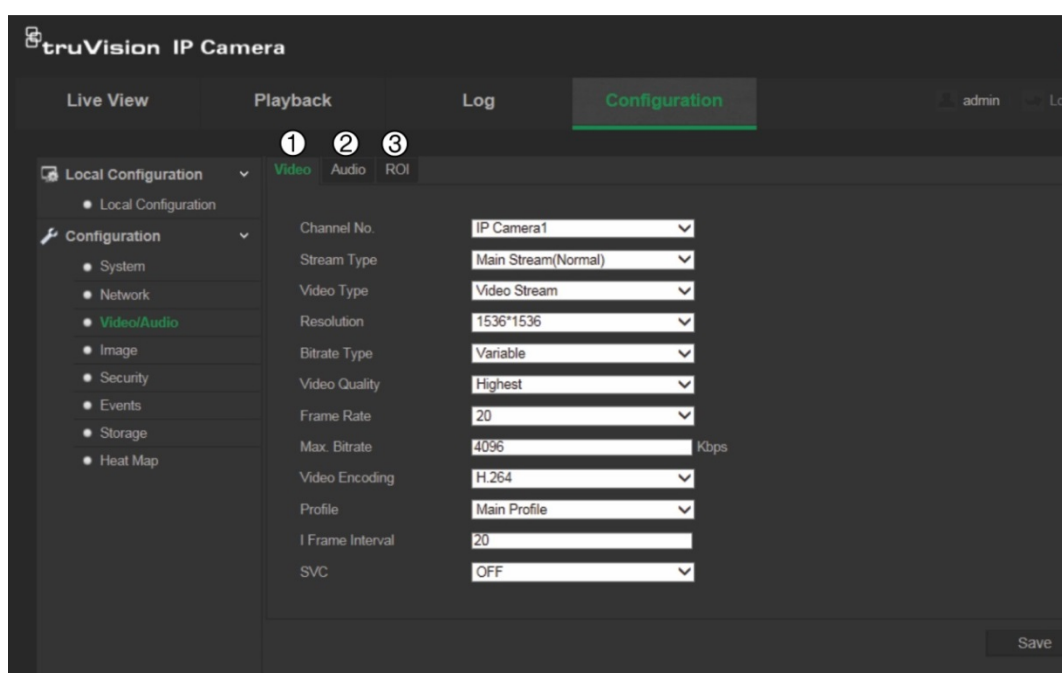 truVision IP Camera
Live View Playback Log Configuration admin
① ② ③
Local Configuration Video Audio ROI
Local Configuration
Configuration
System
Network
Video/Audio
Image
Security
Events
Storage
Heat Map
Channel No. IP Camera1
Stream Type Main Stream(Normal)
Video Type Video Stream
Resolution 1536*1536
Bitrate Type Variable
Video Quality Highest
Frame Rate 20
Max. Bitrate 4096 Kbps
Video Encoding H.264
Profile Main Profile
I Frame Interval 20
SVC OFF
Save